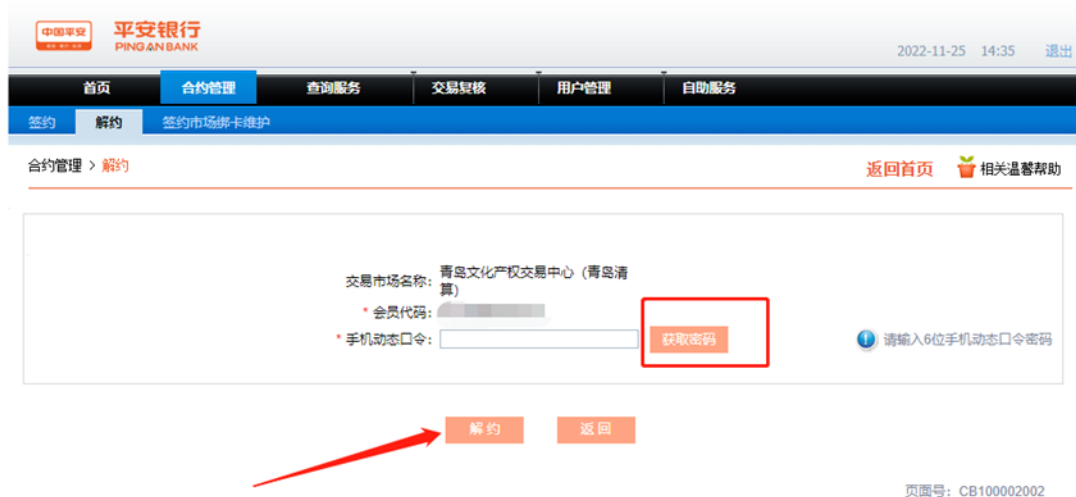 中国平安
平安银行
PING AN BANK
2022-11-25 14:35 退出
首页 合约管理 查询服务 交易复核 用户管理 自助服务
签约 解约 签约市场绑卡维护
合约管理 > 解约 返回首页 相关温馨帮助
交易市场名称: 青岛文化产权交易中心（青岛清
算）
* 会员代码:
* 手机动态口令: 获取密码 请输入6位手机动态口令密码
解约 返回
页面号: CB100002002